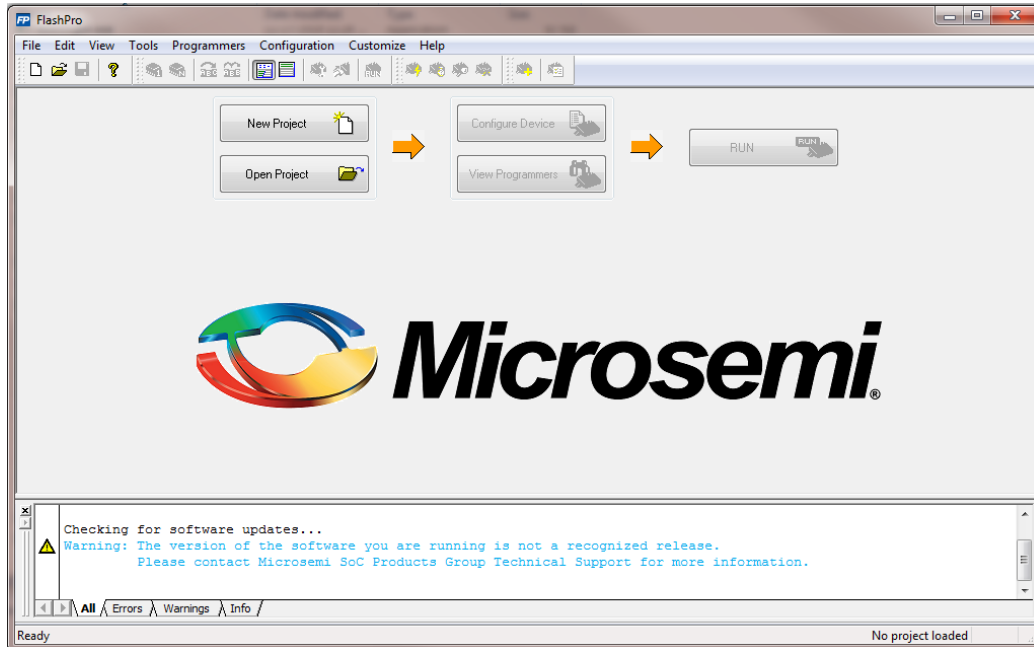 FP FlashPro
File Edit View Tools Programmers Configuration Customize Help
New Project
Configure Device
RUN
RUN
Open Project
View Programmers
Microsemi®
Checking for software updates...
Warning: The version of the software you are running is not a recognized release.
Please contact Microsemi SoC Products Group Technical Support for more information.
All Errors Warnings Info
Ready No project loaded